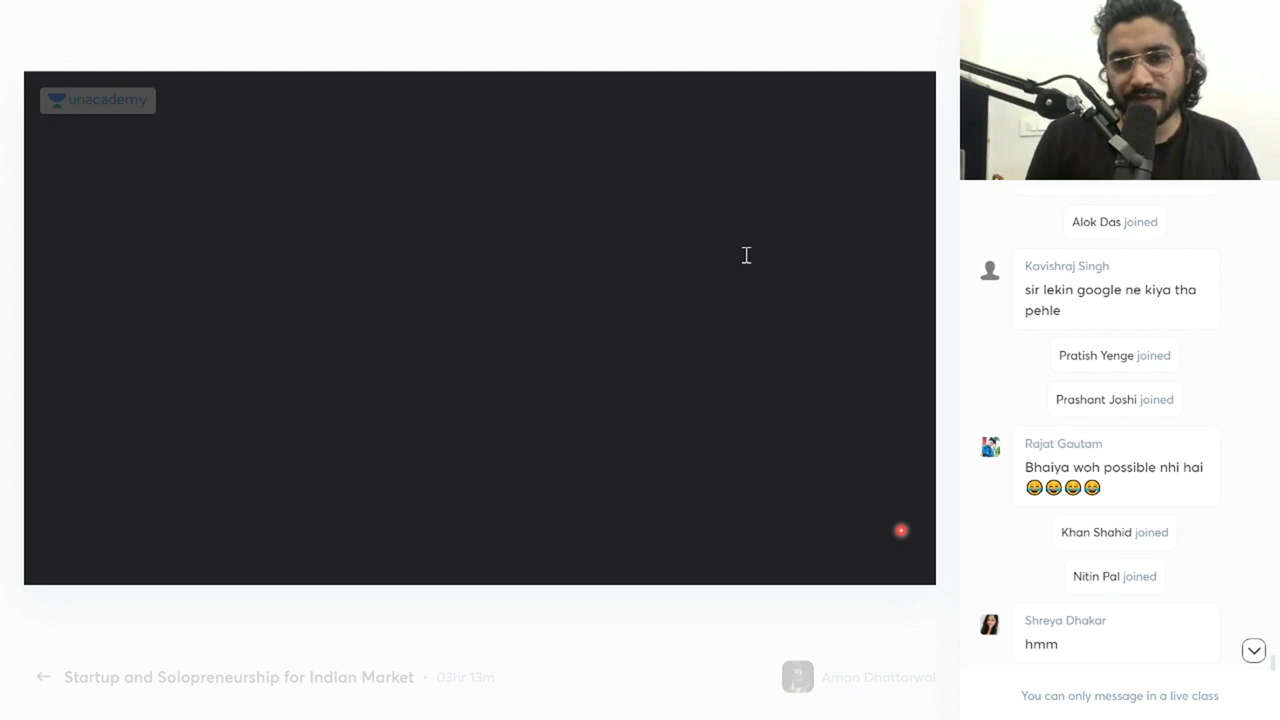 unacademy
Alok Das joined
Kavishraj Singh
sir lekin google ne kiya tha
pehle
Pratish Yenge joined
Prashant Joshi joined
Rajat Gautam
Bhaiya woh possible nhi hai
😂😂😂😂
Khan Shahid joined
Nitin Pal joined
Shreya Dhakar
hmm
You can only message in a live class
← Startup and Solopreneurship for Indian Market • 03hr 13m
Aman Dhattarwal